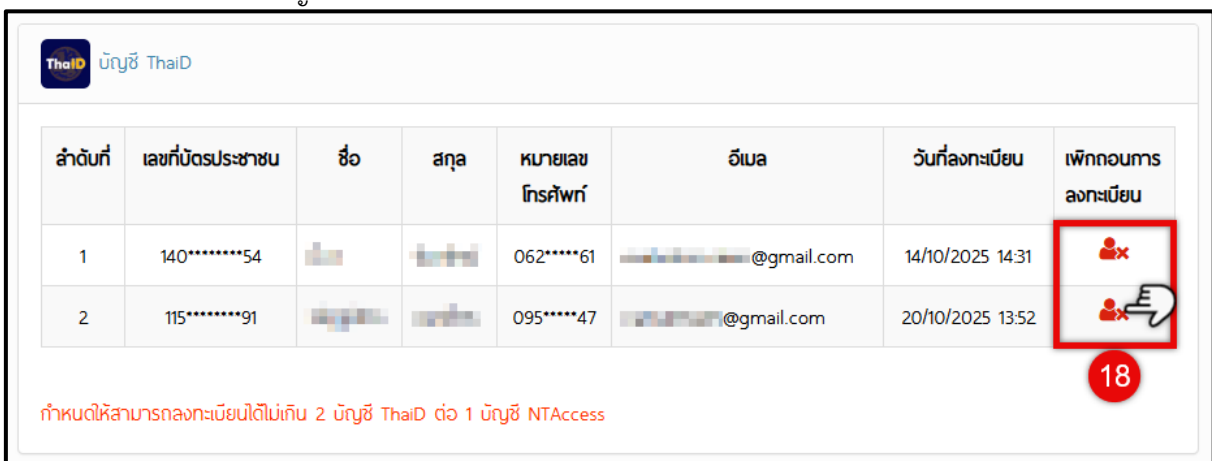 ThaiD บัญชี ThaiD
ลำดับที่ เลขที่บัตรประชาชน ชื่อ สกุล หมายเลข อีเมล วันที่ลงทะเบียน เพิกถอนการ
โทรศัพท์ ลงทะเบียน
1 140********54 062*****61 @gmail.com 14/10/2025 14:31
2 115********91 095*****47 @gmail.com 20/10/2025 13:52
18
กำหนดให้สามารถลงทะเบียนได้ไม่เกิน 2 บัญชี ThaiD ต่อ 1 บัญชี NTAccess